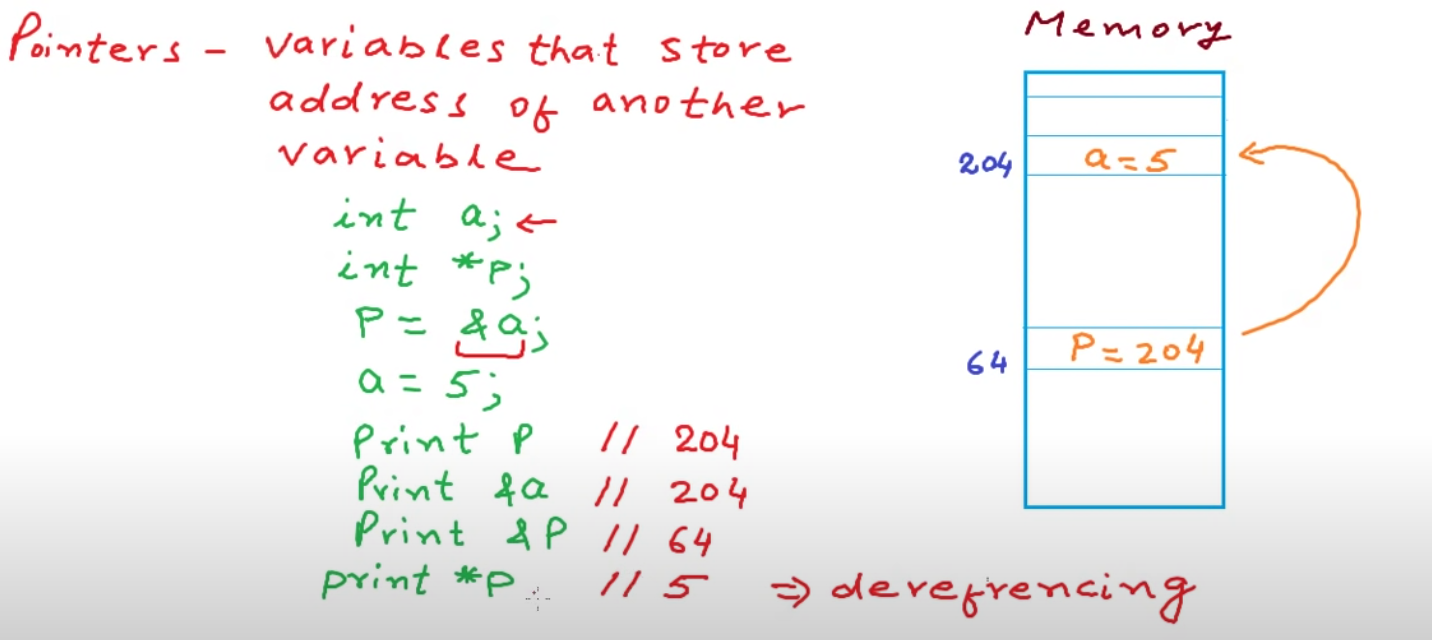 Pointers - variables that store
address of another
variable
int a; ←
int *P;
P = &a;
a = 5;
Print P // 204
Print &a // 204
Print &P // 64
print *P // 5 ⇒ derefrencing
Memory
204 a=5
64 P=204